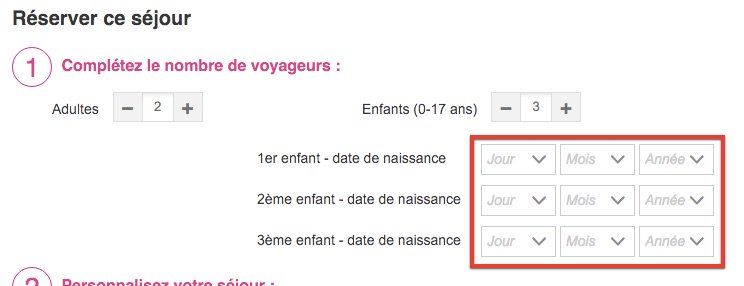 Réserver ce séjour
1 Complétez le nombre de voyageurs :
Adultes − 2 + Enfants (0-17 ans) − 3 +
1er enfant - date de naissance Jour Mois Année
2ème enfant - date de naissance Jour Mois Année
3ème enfant - date de naissance Jour Mois Année
2 Personnalisez votre séjour :